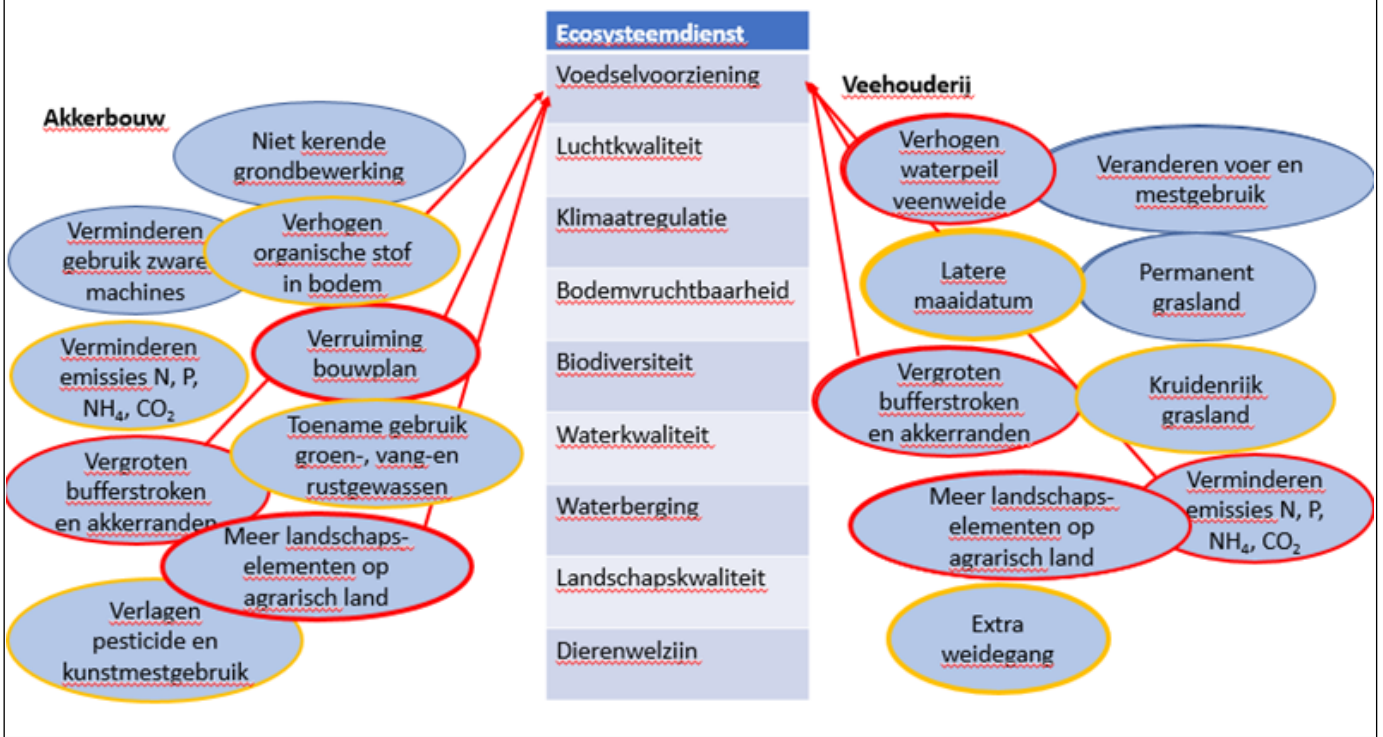 Ecosysteemdienst
Voedselvoorziening
Luchtkwaliteit
Klimaatregulatie
Bodemvruchtbaarheid
Biodiversiteit
Waterkwaliteit
Waterberging
Landschapskwaliteit
Dierenwelzijn
Akkerbouw
Niet kerende
grondbewerking
Verminderen
gebruik zware
machines
Verhogen
organische stof
in bodem
Verminderen
emissies N, P,
NH₄, CO₂
Verruiming
bouwplan
Toename gebruik
groen-, vang-en
rustgewassen
Vergroten
bufferstroken
en akkerranden
Meer landschaps-
elementen op
agrarisch land
Verlagen
pesticide en
kunstmestgebruik
Veehouderij
Verhogen
waterpeil
veenweide
Veranderen voer en
mestgebruik
Latere
maaidatum
Permanent
grasland
Vergroten
bufferstroken
en akkerranden
Kruidenrijk
grasland
Meer landschaps-
elementen op
agrarisch land
Verminderen
emissies N, P,
NH₄, CO₂
Extra
weidegang